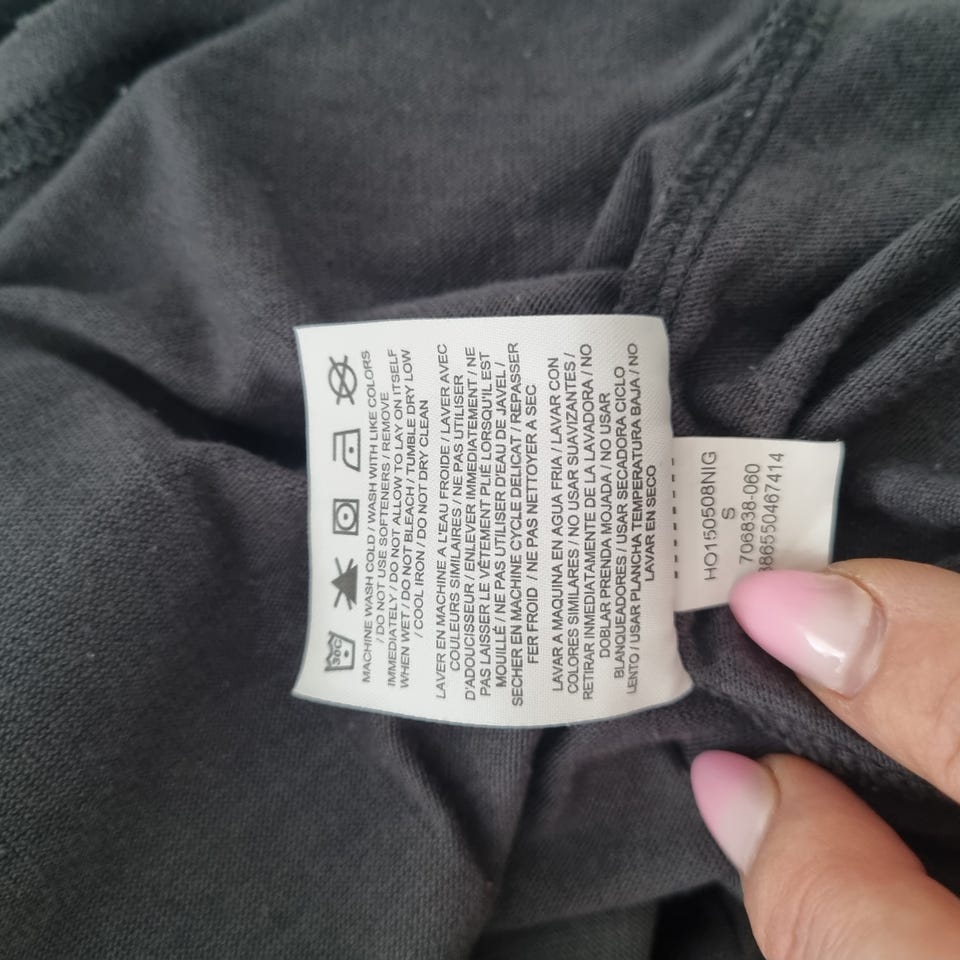 30C
MACHINE WASH COLD / WASH WITH LIKE COLORS
/ DO NOT USE SOFTENERS / REMOVE
IMMEDIATELY / DO NOT ALLOW TO LAY ON ITSELF
WHEN WET / DO NOT BLEACH / TUMBLE DRY LOW
/ COOL IRON / DO NOT DRY CLEAN
LAVER EN MACHINE A L'EAU FROIDE / LAVER AVEC
COULEURS SIMILAIRES / NE PAS UTILISER
D'ADOUCISSEUR / ENLEVER IMMEDIATEMENT / NE
PAS LAISSER LE VÊTEMENT PLIÉ LORSQU'IL EST
MOUILLÉ / NE PAS UTILISER D'EAU DE JAVEL /
SECHER EN MACHINE CYCLE DELICAT / REPASSER
FER FROID / NE PAS NETTOYER A SEC
LAVAR A MAQUINA EN AGUA FRIA / LAVAR CON
COLORES SIMILARES / NO USAR SUAVIZANTES /
RETIRAR IMMEDIATAMENTE DE LA LAVADORA / NO
DOBLAR PRENDA MOJADA / NO USAR
BLANQUEADORES / USAR SECADORA CICLO
LENTO / USAR PLANCHA TEMPERATURA BAJA / NO
LAVAR EN SECO
HO150508NIG
S
706838-060
886550467414